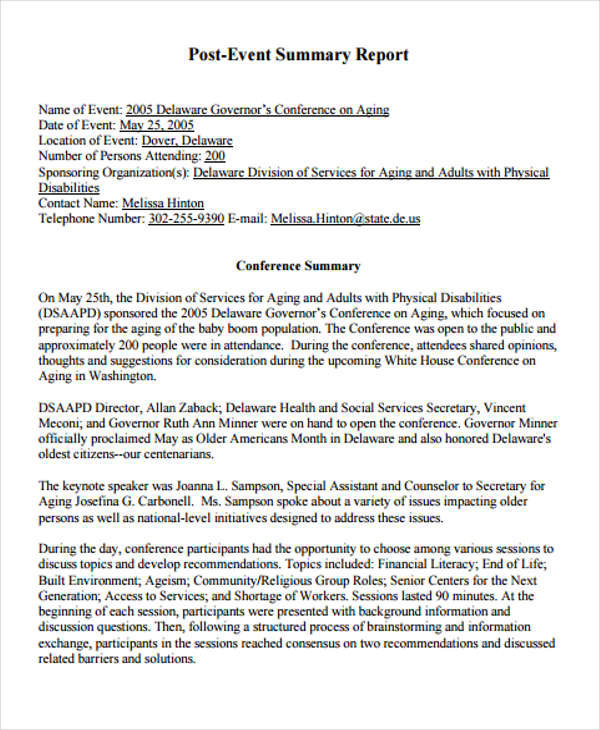 Post-Event Summary Report
Name of Event: 2005 Delaware Governor's Conference on Aging
Date of Event: May 25, 2005
Location of Event: Dover, Delaware
Number of Persons Attending: 200
Sponsoring Organization(s): Delaware Division of Services for Aging and Adults with Physical
Disabilities
Contact Name: Melissa Hinton
Telephone Number: 302-255-9390 E-mail: Melissa.Hinton@state.de.us
Conference Summary
On May 25th, the Division of Services for Aging and Adults with Physical Disabilities
(DSAAPD) sponsored the 2005 Delaware Governor's Conference on Aging, which focused on
preparing for the aging of the baby boom population. The Conference was open to the public and
approximately 200 people were in attendance. During the conference, attendees shared opinions,
thoughts and suggestions for consideration during the upcoming White House Conference on
Aging in Washington.
DSAAPD Director, Allan Zaback; Delaware Health and Social Services Secretary, Vincent
Meconi; and Governor Ruth Ann Minner were on hand to open the conference. Governor Minner
officially proclaimed May as Older Americans Month in Delaware and also honored Delaware's
oldest citizens--our centenarians.
The keynote speaker was Joanna L. Sampson, Special Assistant and Counselor to Secretary for
Aging Josefina G. Carbonell. Ms. Sampson spoke about a variety of issues impacting older
persons as well as national-level initiatives designed to address these issues.
During the day, conference participants had the opportunity to choose among various sessions to
discuss topics and develop recommendations. Topics included: Financial Literacy; End of Life;
Built Environment; Ageism; Community/Religious Group Roles; Senior Centers for the Next
Generation; Access to Services; and Shortage of Workers. Sessions lasted 90 minutes. At the
beginning of each session, participants were presented with background information and
discussion questions. Then, following a structured process of brainstorming and information
exchange, participants in the sessions reached consensus on two recommendations and discussed
related barriers and solutions.